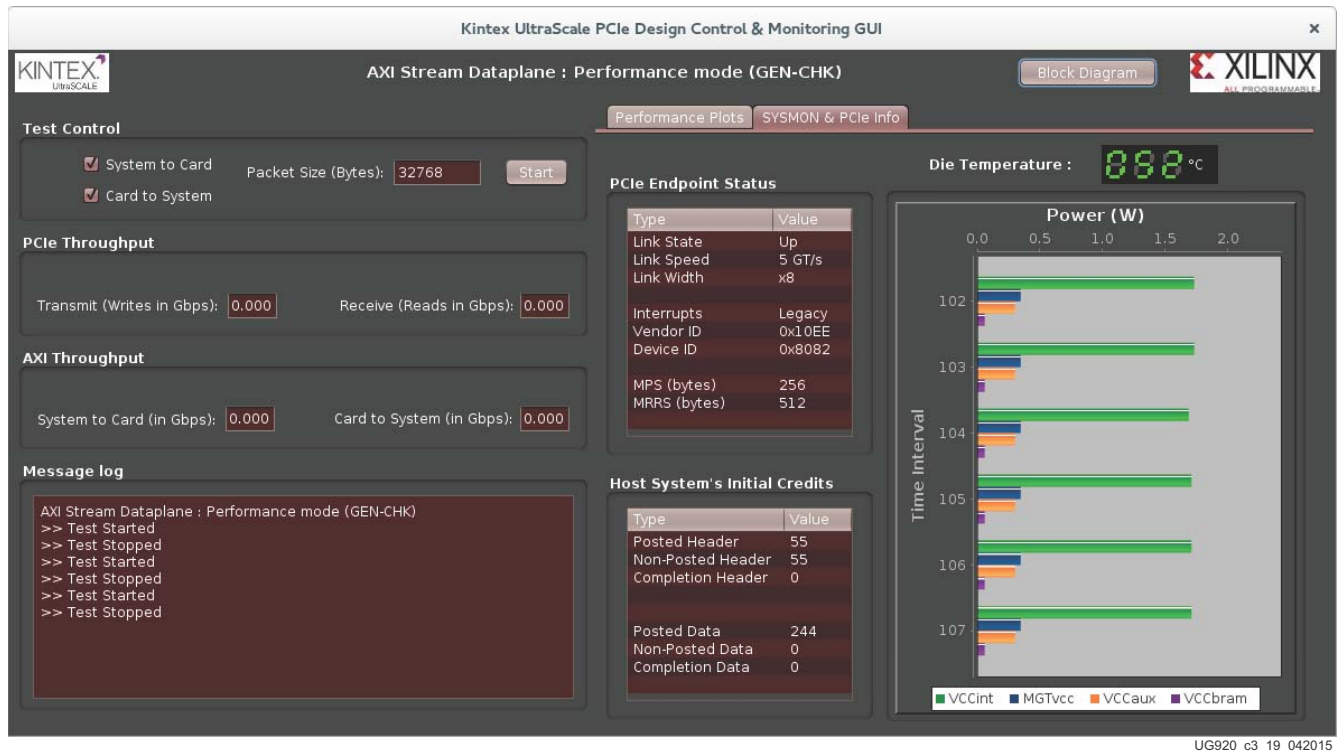 Kintex UltraScale PCIe Design Control & Monitoring GUI x
KINTEX
UltraSCALE
AXI Stream Dataplane : Performance mode (GEN-CHK)
Block Diagram
XILINX
ALL PROGRAMMABLE
Test Control
System to Card
Card to System
Packet Size (Bytes): 32768 Start
PCIe Throughput
Transmit (Writes in Gbps): 0.000 Receive (Reads in Gbps): 0.000
AXI Throughput
System to Card (in Gbps): 0.000 Card to System (in Gbps): 0.000
Message log
AXI Stream Dataplane : Performance mode (GEN-CHK)
>> Test Started
>> Test Stopped
>> Test Started
>> Test Stopped
>> Test Started
>> Test Stopped
Performance Plots SYSMON & PCIe Info
PCIe Endpoint Status
Type Value
Link State Up
Link Speed 5 GT/s
Link Width x8
Interrupts Legacy
Vendor ID 0x10EE
Device ID 0x8082
MPS (bytes) 256
MRRS (bytes) 512
Host System's Initial Credits
Type Value
Posted Header 55
Non-Posted Header 55
Completion Header 0
Posted Data 244
Non-Posted Data 0
Completion Data 0
Die Temperature : °C
Power (W)
0.0 0.5 1.0 1.5 2.0
Time Interval
102
103
104
105
106
107
VCCint MGTvcc VCCaux VCCbram
UG920_c3_19_042015